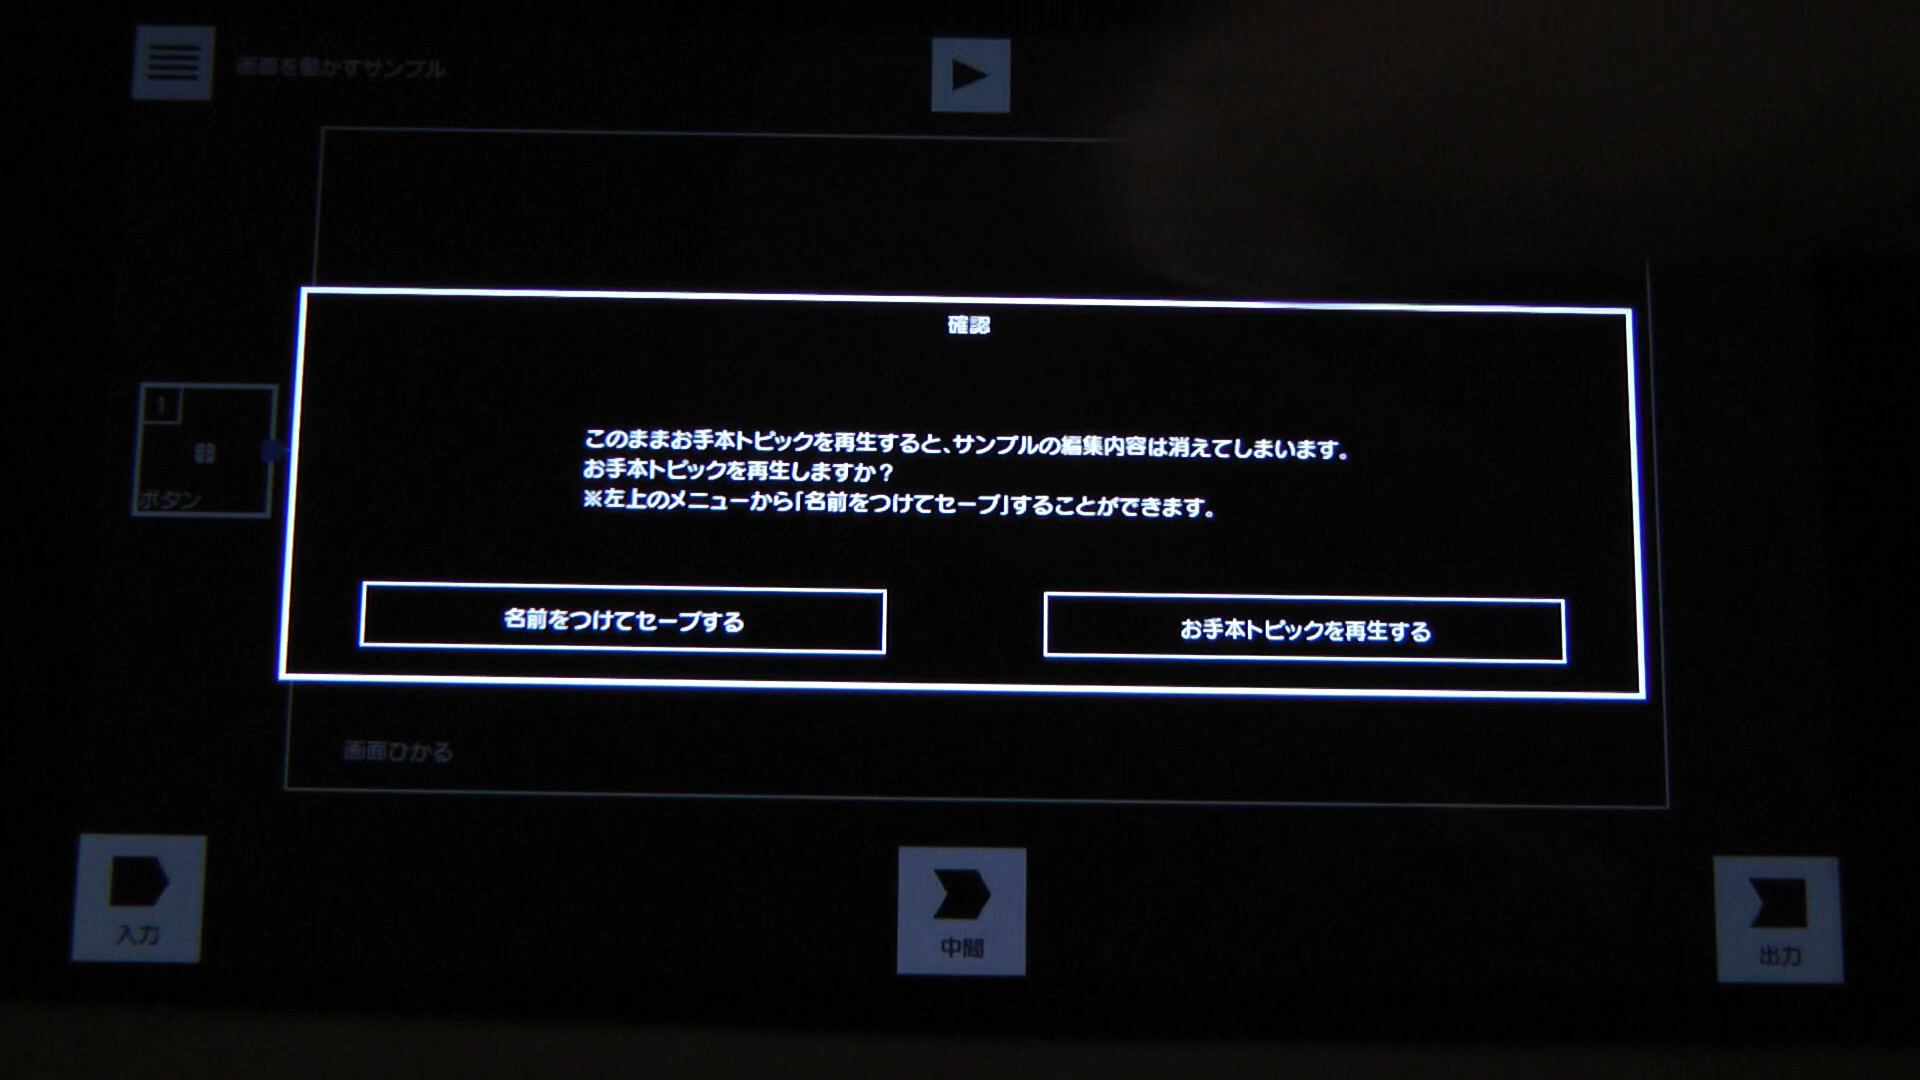 画面を動かすサンプル
確認
このままお手本トピックを再生すると、サンプルの編集内容は消えてしまいます。
お手本トピックを再生しますか？
※左上のメニューから「名前をつけてセーブ」することができます。
名前をつけてセーブする
お手本トピックを再生する
1
ボタン
画面ひかる
入力
中間
出力